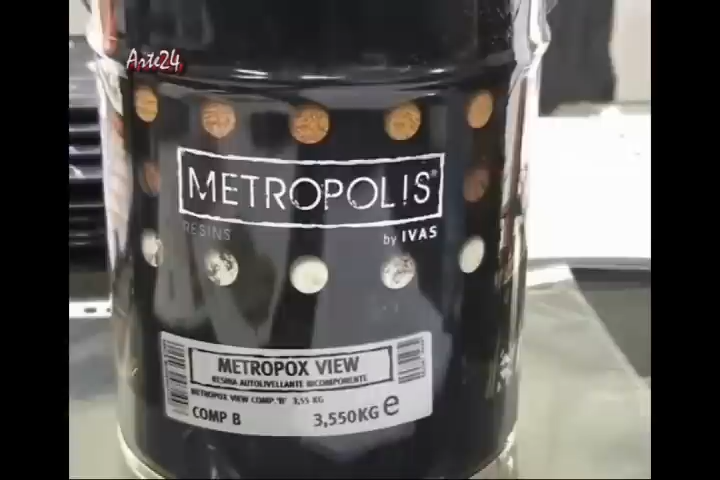 Arte24
METROPOLIS®
RESINS
by IVAS
METROPOX VIEW
RESINA AUTOLIVELLANTE BICOMPONENTE
METROPOX VIEW COMP.'B' 3,55 KG
COMP B
3,550KG e